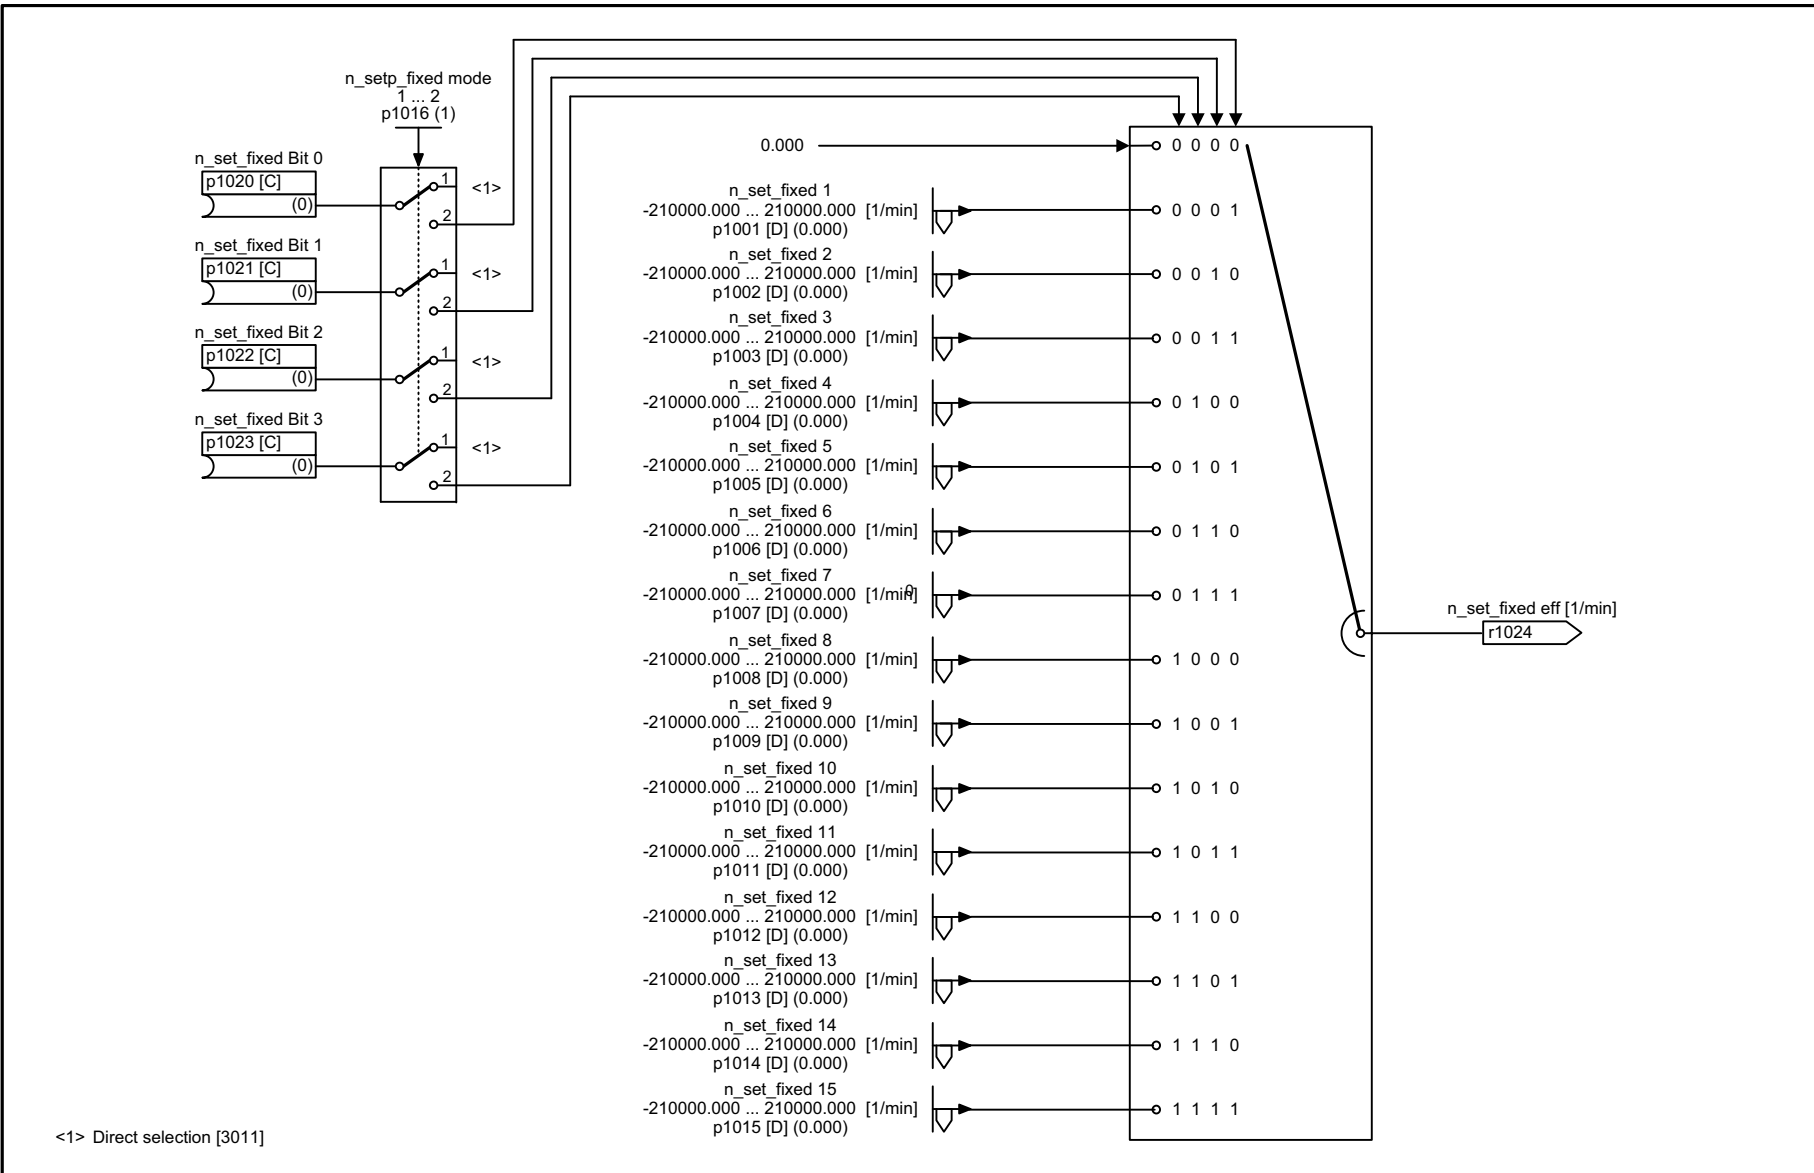 n_setp_fixed mode
1 ... 2
p1016 (1)
n_set_fixed Bit 0
p1020 [C]
(0)
1
<1>
2
n_set_fixed Bit 1
p1021 [C]
(0)
1
<1>
2
n_set_fixed Bit 2
p1022 [C]
(0)
1
<1>
2
n_set_fixed Bit 3
p1023 [C]
(0)
1
<1>
2
0.000
0 0 0 0
n_set_fixed 1
-210000.000 ... 210000.000 [1/min]
p1001 [D] (0.000)
0 0 0 1
n_set_fixed 2
-210000.000 ... 210000.000 [1/min]
p1002 [D] (0.000)
0 0 1 0
n_set_fixed 3
-210000.000 ... 210000.000 [1/min]
p1003 [D] (0.000)
0 0 1 1
n_set_fixed 4
-210000.000 ... 210000.000 [1/min]
p1004 [D] (0.000)
0 1 0 0
n_set_fixed 5
-210000.000 ... 210000.000 [1/min]
p1005 [D] (0.000)
0 1 0 1
n_set_fixed 6
-210000.000 ... 210000.000 [1/min]
p1006 [D] (0.000)
0 1 1 0
n_set_fixed 7
-210000.000 ... 210000.000 [1/min]
0
p1007 [D] (0.000)
0 1 1 1
n_set_fixed 8
-210000.000 ... 210000.000 [1/min]
p1008 [D] (0.000)
1 0 0 0
n_set_fixed 9
-210000.000 ... 210000.000 [1/min]
p1009 [D] (0.000)
1 0 0 1
n_set_fixed 10
-210000.000 ... 210000.000 [1/min]
p1010 [D] (0.000)
1 0 1 0
n_set_fixed 11
-210000.000 ... 210000.000 [1/min]
p1011 [D] (0.000)
1 0 1 1
n_set_fixed 12
-210000.000 ... 210000.000 [1/min]
p1012 [D] (0.000)
1 1 0 0
n_set_fixed 13
-210000.000 ... 210000.000 [1/min]
p1013 [D] (0.000)
1 1 0 1
n_set_fixed 14
-210000.000 ... 210000.000 [1/min]
p1014 [D] (0.000)
1 1 1 0
n_set_fixed 15
-210000.000 ... 210000.000 [1/min]
p1015 [D] (0.000)
1 1 1 1
n_set_fixed eff [1/min]
r1024
<1> Direct selection [3011]